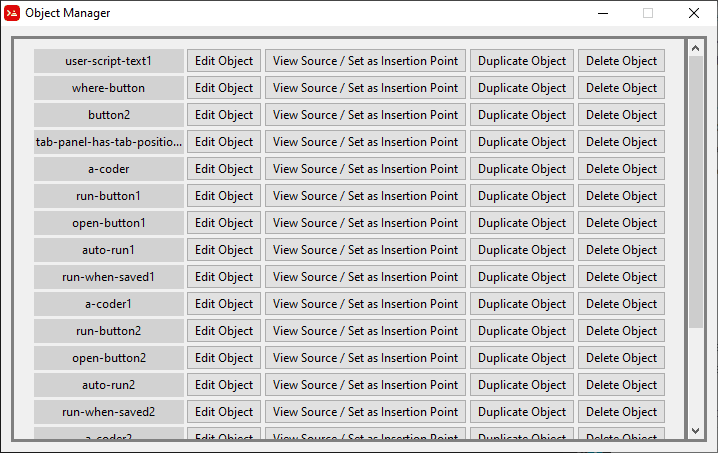 Object Manager
user-script-text1 Edit Object View Source / Set as Insertion Point Duplicate Object Delete Object
where-button Edit Object View Source / Set as Insertion Point Duplicate Object Delete Object
button2 Edit Object View Source / Set as Insertion Point Duplicate Object Delete Object
tab-panel-has-tab-positio... Edit Object View Source / Set as Insertion Point Duplicate Object Delete Object
a-coder Edit Object View Source / Set as Insertion Point Duplicate Object Delete Object
run-button1 Edit Object View Source / Set as Insertion Point Duplicate Object Delete Object
open-button1 Edit Object View Source / Set as Insertion Point Duplicate Object Delete Object
auto-run1 Edit Object View Source / Set as Insertion Point Duplicate Object Delete Object
run-when-saved1 Edit Object View Source / Set as Insertion Point Duplicate Object Delete Object
a-coder1 Edit Object View Source / Set as Insertion Point Duplicate Object Delete Object
run-button2 Edit Object View Source / Set as Insertion Point Duplicate Object Delete Object
open-button2 Edit Object View Source / Set as Insertion Point Duplicate Object Delete Object
auto-run2 Edit Object View Source / Set as Insertion Point Duplicate Object Delete Object
run-when-saved2 Edit Object View Source / Set as Insertion Point Duplicate Object Delete Object
a-coder2 Edit Object View Source / Set as Insertion Point Duplicate Object Delete Object